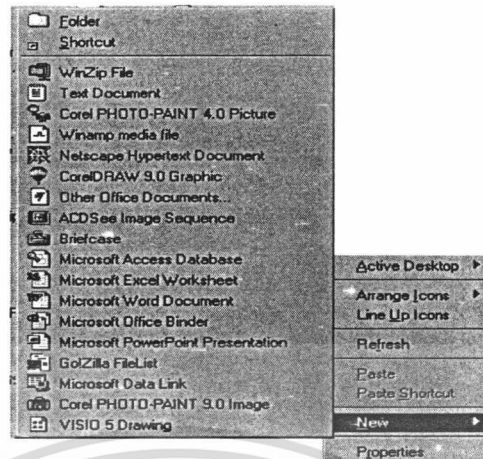 Folder
Shortcut
WinZip File
Text Document
Corel PHOTO-PAINT 4.0 Picture
Winamp media file
Netscape Hypertext Document
CorelDRAW 9.0 Graphic
Other Office Documents...
ACDSee Image Sequence
Briefcase
Microsoft Access Database
Microsoft Excel Worksheet
Microsoft Word Document
Microsoft Office Binder
Microsoft PowerPoint Presentation
Go!Zilla FileList
Microsoft Data Link
Corel PHOTO-PAINT 9.0 Image
VISIO 5 Drawing
Active Desktop
Arrange Icons
Line Up Icons
Refresh
Paste
Paste Shortcut
New
Properties